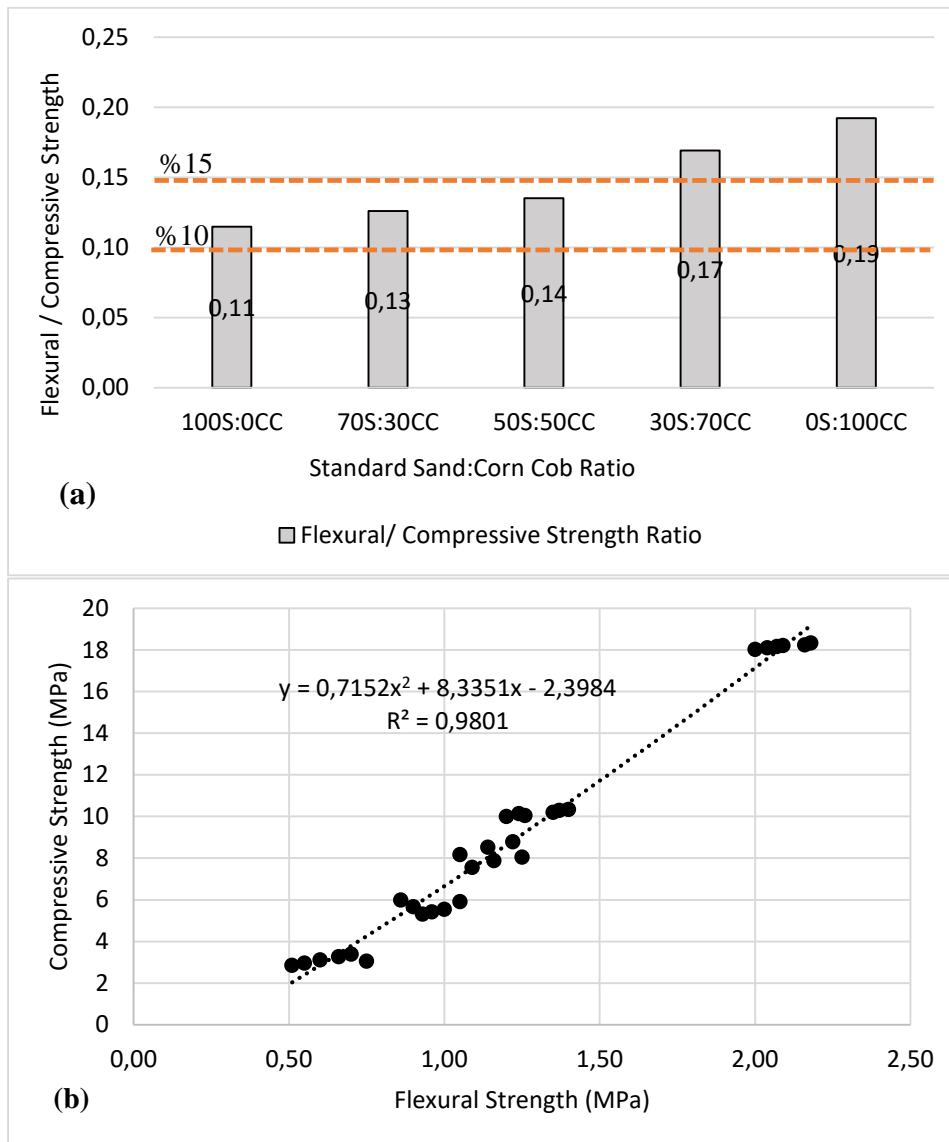 0,25
0,20
0,15
0,10
0,05
0,00
Flexural / Compressive Strength
%15
%10
0,11
0,13
0,14
0,17
0,19
100S:0CC
70S:30CC
50S:50CC
30S:70CC
0S:100CC
Standard Sand:Corn Cob Ratio
(a)
Flexural/ Compressive Strength Ratio
20
18
16
14
12
10
8
6
4
2
0
Compressive Strength (MPa)
y = 0,7152x² + 8,3351x - 2,3984
R² = 0,9801
0,00
0,50
1,00
1,50
2,00
2,50
Flexural Strength (MPa)
(b)